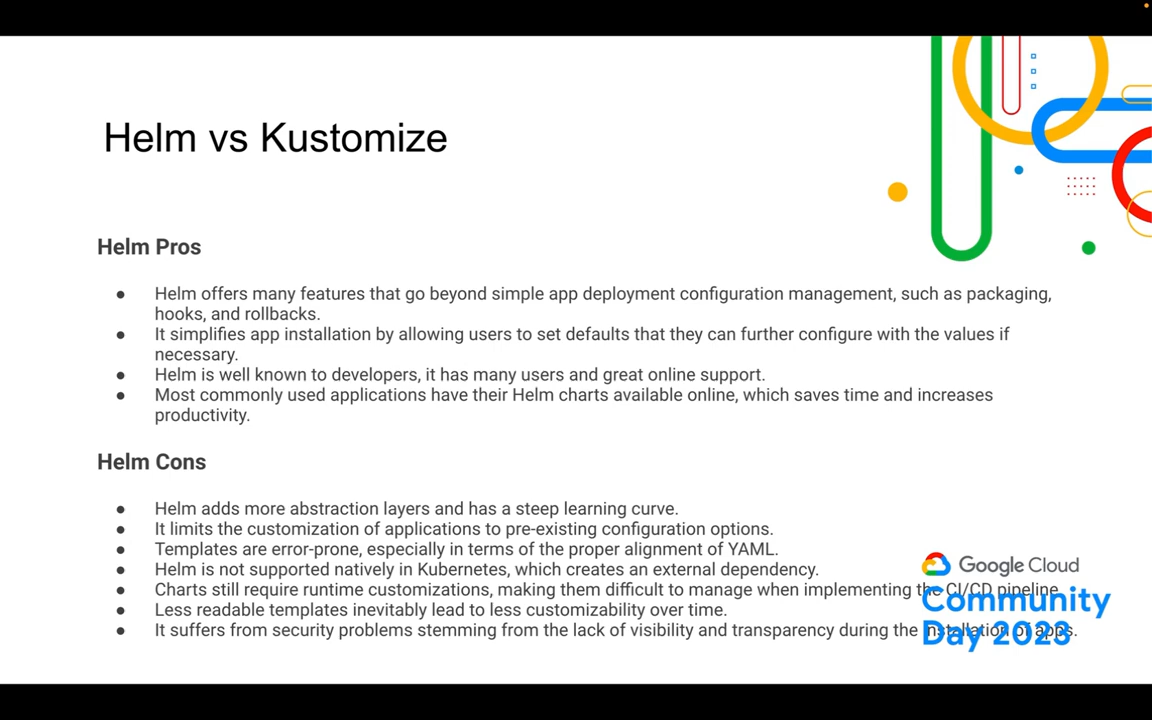 Helm vs Kustomize
Helm Pros
● Helm offers many features that go beyond simple app deployment configuration management, such as packaging,
hooks, and rollbacks.
● It simplifies app installation by allowing users to set defaults that they can further configure with the values if
necessary.
● Helm is well known to developers, it has many users and great online support.
● Most commonly used applications have their Helm charts available online, which saves time and increases
productivity.
Helm Cons
● Helm adds more abstraction layers and has a steep learning curve.
● It limits the customization of applications to pre-existing configuration options.
● Templates are error-prone, especially in terms of the proper alignment of YAML.
● Helm is not supported natively in Kubernetes, which creates an external dependency.
● Charts still require runtime customizations, making them difficult to manage when implementing the CI/CD pipeline
● Less readable templates inevitably lead to less customizability over time.
● It suffers from security problems stemming from the lack of visibility and transparency during the installation of apps.
Google Cloud
Community
Day 2023